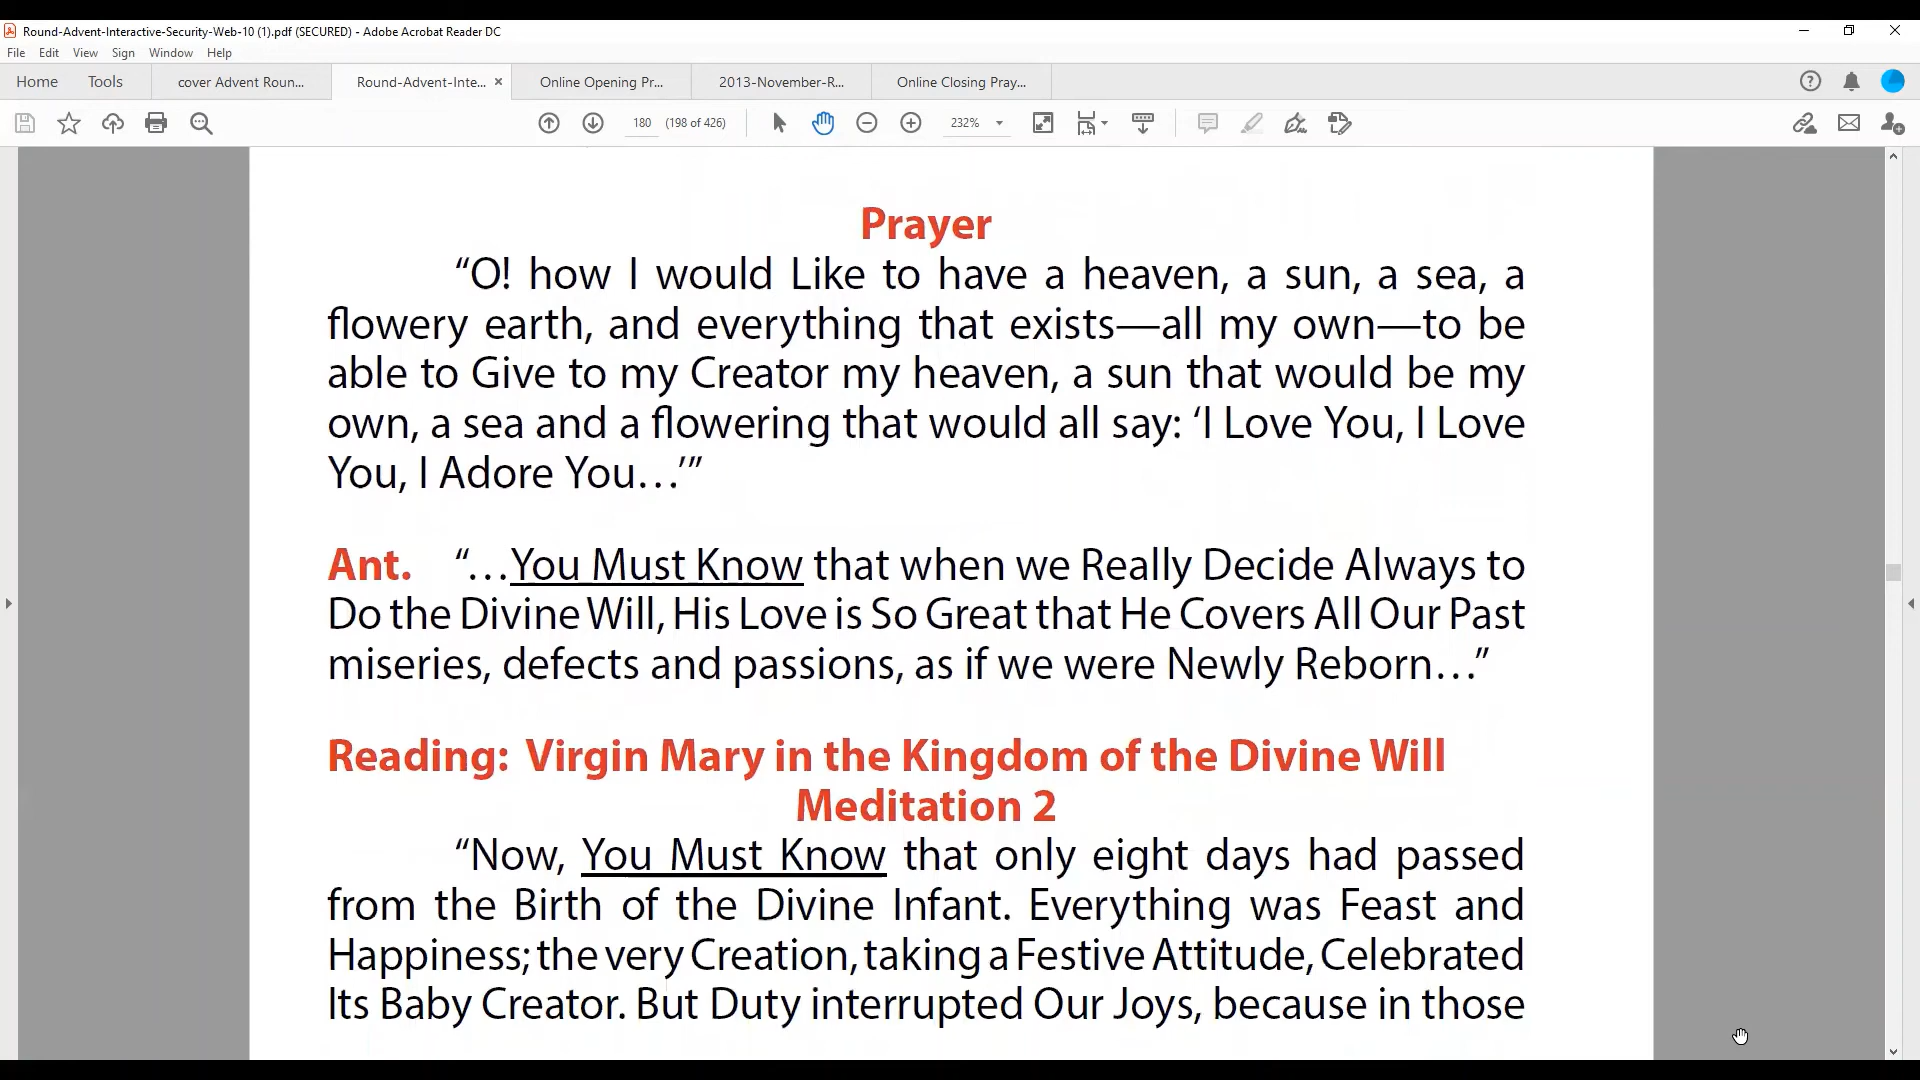 Round-Advent-Interactive-Security-Web-10 (1).pdf (SECURED) - Adobe Acrobat Reader DC
File Edit View Sign Window Help
Home Tools cover Advent Roun... Round-Advent-Inte... Online Opening Pr... 2013-November-R... Online Closing Pray...
180 (198 of 426) 232%
Prayer
“O! how I would Like to have a heaven, a sun, a sea, a
flowery earth, and everything that exists—all my own—to be
able to Give to my Creator my heaven, a sun that would be my
own, a sea and a flowering that would all say: ‘I Love You, I Love
You, I Adore You…’”
Ant. “…You Must Know that when we Really Decide Always to
Do the Divine Will, His Love is So Great that He Covers All Our Past
miseries, defects and passions, as if we were Newly Reborn…”
Reading: Virgin Mary in the Kingdom of the Divine Will
Meditation 2
“Now, You Must Know that only eight days had passed
from the Birth of the Divine Infant. Everything was Feast and
Happiness; the very Creation, taking a Festive Attitude, Celebrated
Its Baby Creator. But Duty interrupted Our Joys, because in those